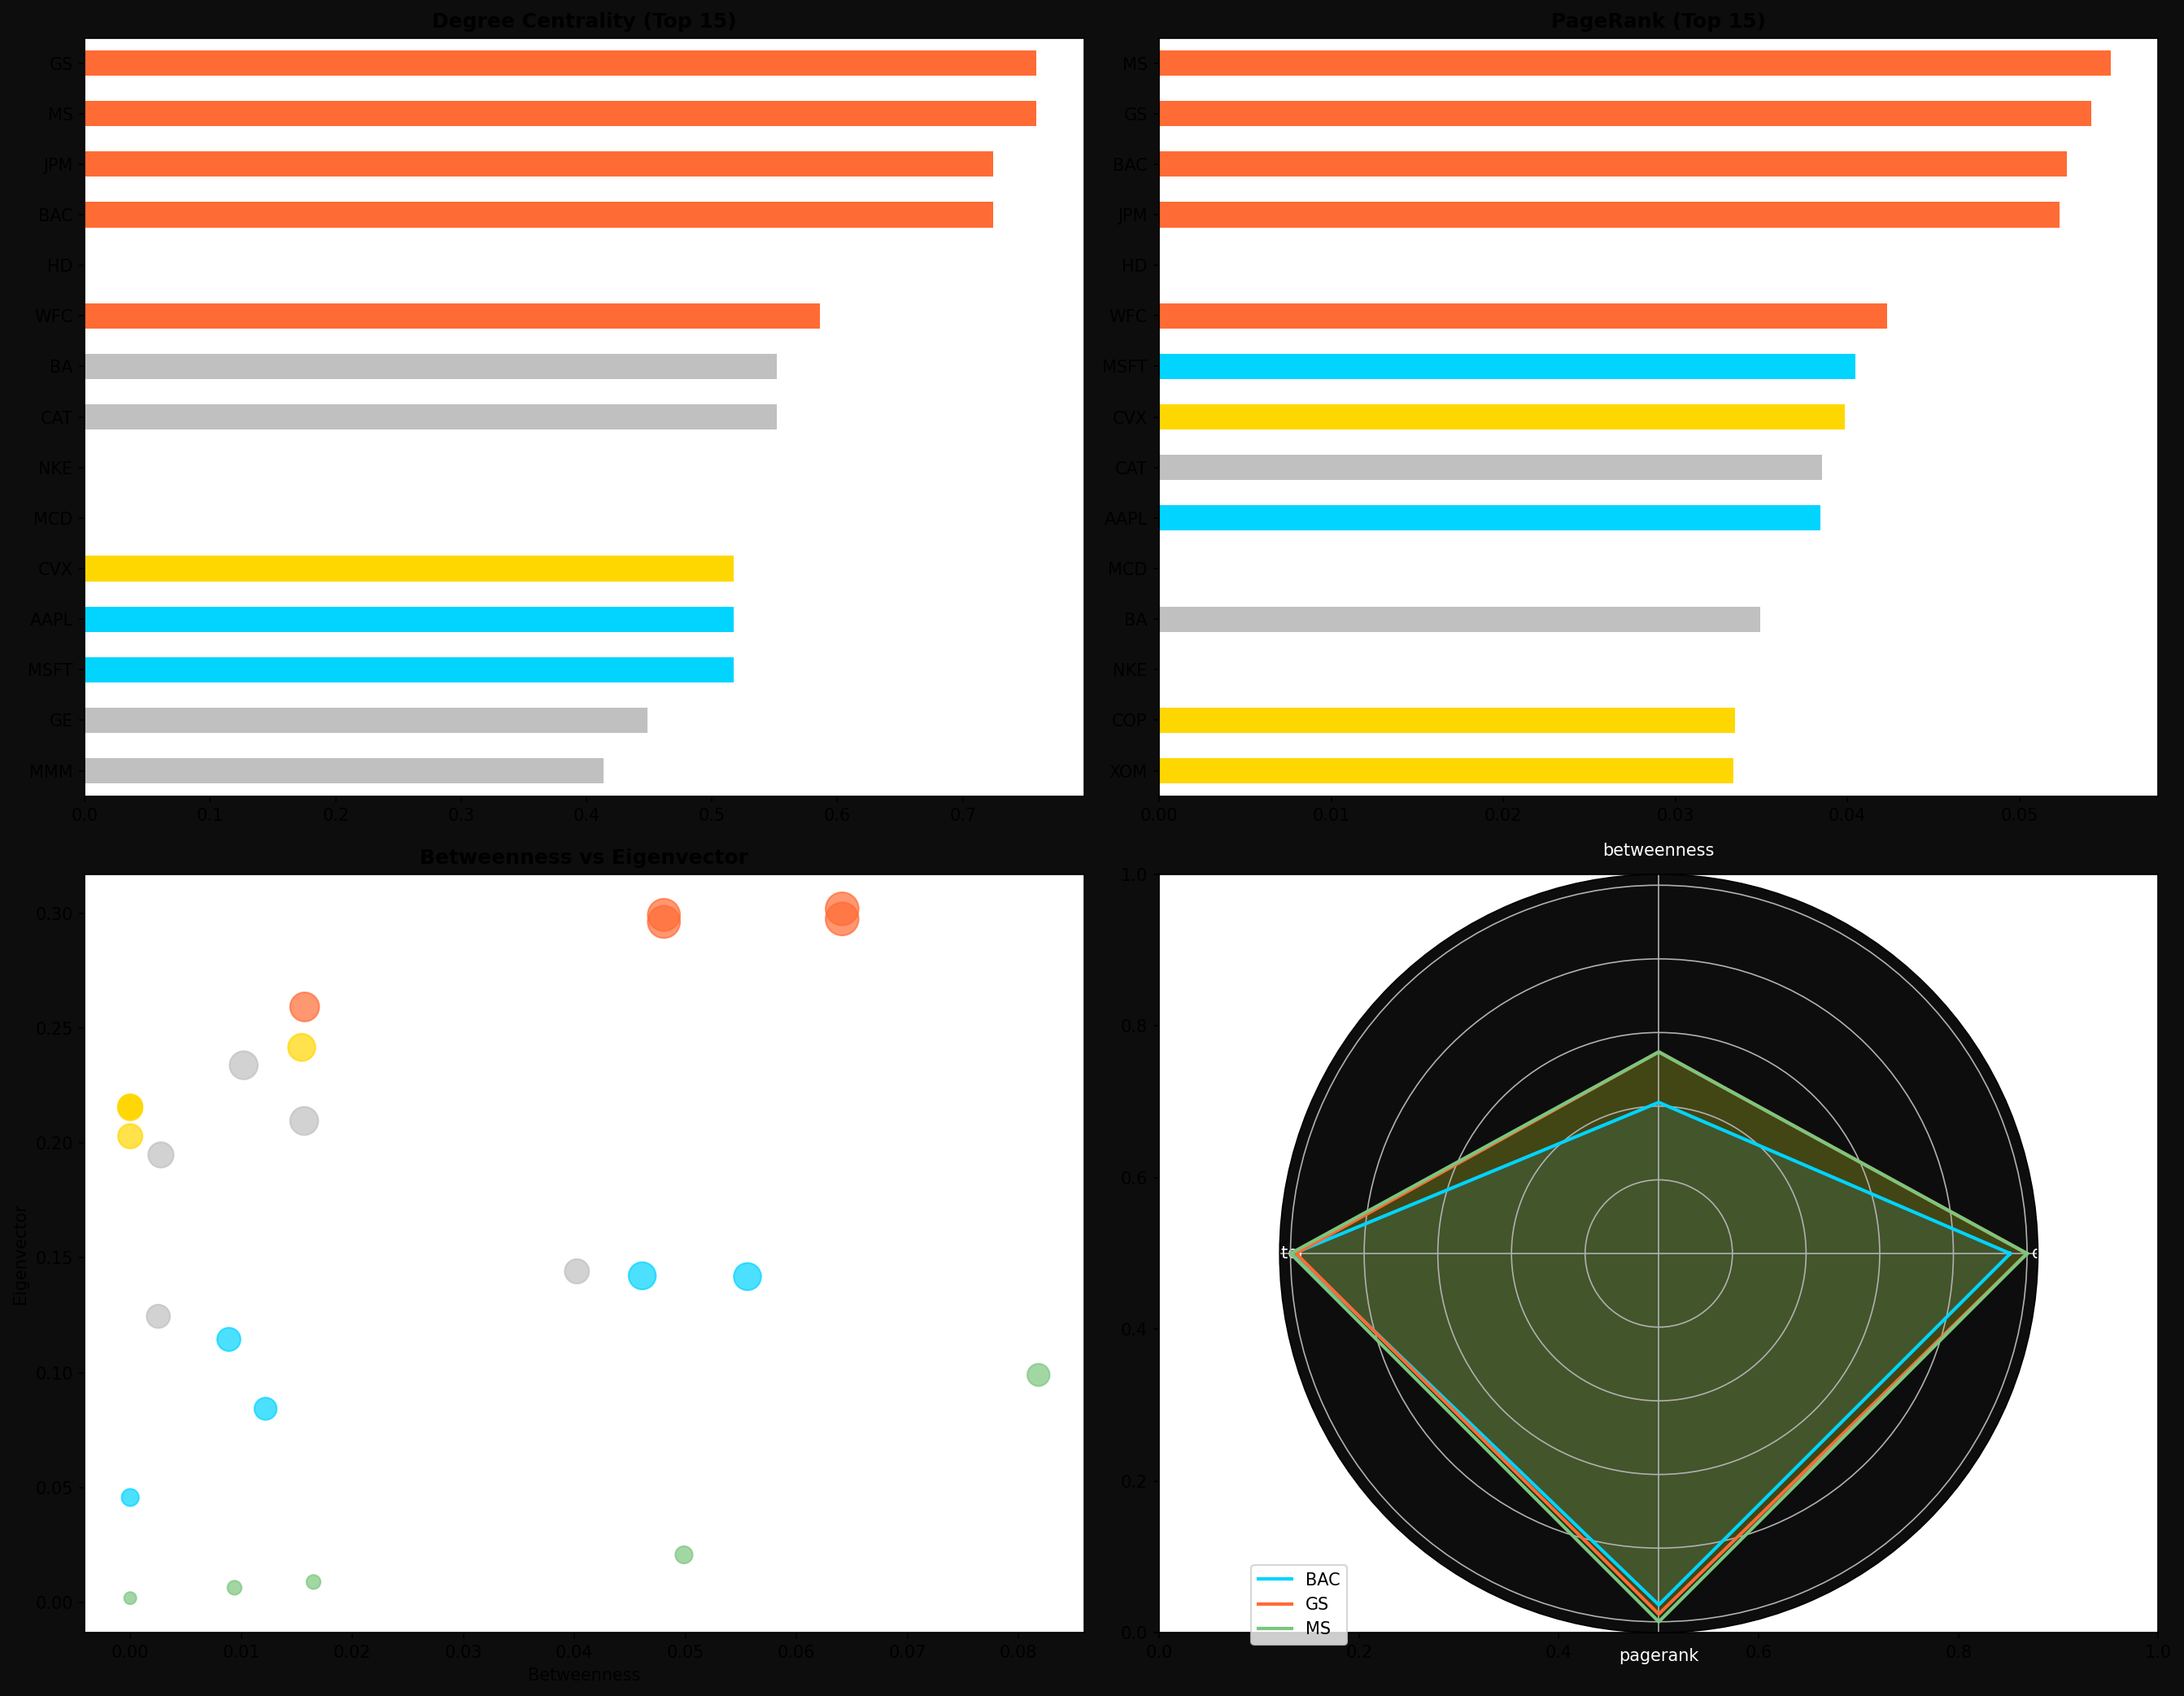 Degree Centrality (Top 15)
GS
MS
JPM
BAC
HD
WFC
BA
CAT
NKE
MCD
CVX
AAPL
MSFT
GE
MMM
0.0 0.1 0.2 0.3 0.4 0.5 0.6 0.7
PageRank (Top 15)
MS
GS
BAC
JPM
HD
WFC
MSFT
CVX
CAT
AAPL
MCD
BA
NKE
COP
XOM
0.00 0.01 0.02 0.03 0.04 0.05
Betweenness vs Eigenvector
Eigenvector
0.30
0.25
0.20
0.15
0.10
0.05
0.00
0.00 0.01 0.02 0.03 0.04 0.05 0.06 0.07 0.08
Betweenness
betweenness
1.0
0.8
0.6
0.4
0.2
0.0
BAC
GS
MS
0.0 0.2 0.4 0.6 0.8 1.0
pagerank